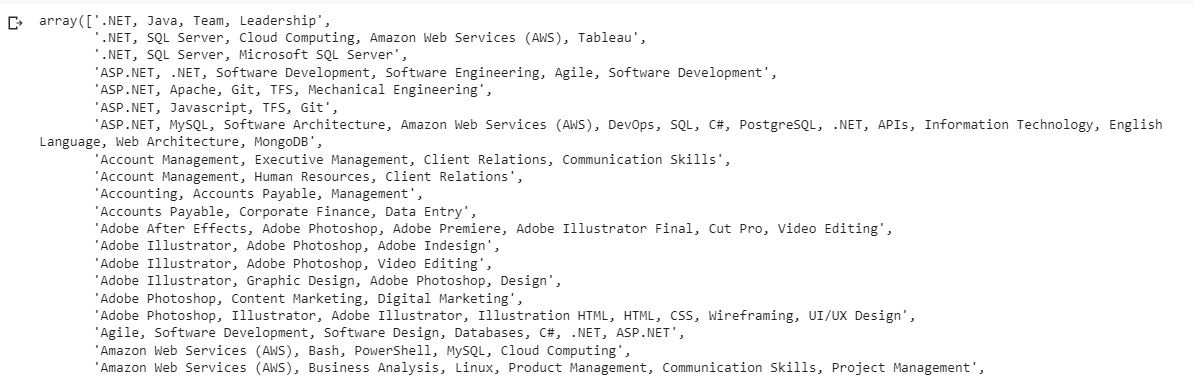 array(['.NET, Java, Team, Leadership',
'.NET, SQL Server, Cloud Computing, Amazon Web Services (AWS), Tableau',
'.NET, SQL Server, Microsoft SQL Server',
'ASP.NET, .NET, Software Development, Software Engineering, Agile, Software Development',
'ASP.NET, Apache, Git, TFS, Mechanical Engineering',
'ASP.NET, Javascript, TFS, Git',
'ASP.NET, MySQL, Software Architecture, Amazon Web Services (AWS), DevOps, SQL, C#, PostgreSQL, .NET, APIs, Information Technology, English
Language, Web Architecture, MongoDB',
'Account Management, Executive Management, Client Relations, Communication Skills',
'Account Management, Human Resources, Client Relations',
'Accounting, Accounts Payable, Management',
'Accounts Payable, Corporate Finance, Data Entry',
'Adobe After Effects, Adobe Photoshop, Adobe Premiere, Adobe Illustrator Final, Cut Pro, Video Editing',
'Adobe Illustrator, Adobe Photoshop, Adobe Indesign',
'Adobe Illustrator, Adobe Photoshop, Video Editing',
'Adobe Illustrator, Graphic Design, Adobe Photoshop, Design',
'Adobe Photoshop, Content Marketing, Digital Marketing',
'Adobe Photoshop, Illustrator, Adobe Illustrator, Illustration HTML, HTML, CSS, Wireframing, UI/UX Design',
'Agile, Software Development, Software Design, Databases, C#, .NET, ASP.NET',
'Amazon Web Services (AWS), Bash, PowerShell, MySQL, Cloud Computing',
'Amazon Web Services (AWS), Business Analysis, Linux, Product Management, Communication Skills, Project Management',